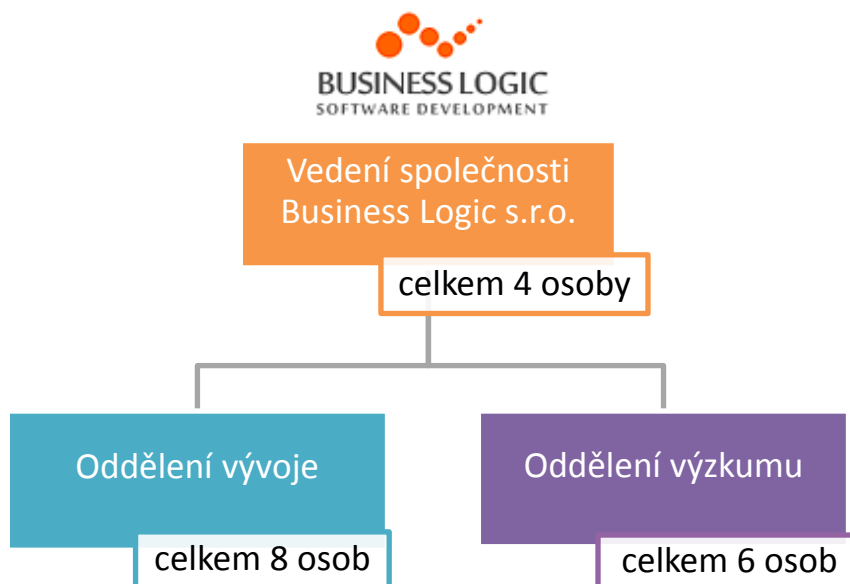 BUSINESS LOGIC
SOFTWARE DEVELOPMENT
Vedení společnosti
Business Logic s.r.o.
celkem 4 osoby
Oddělení vývoje
Oddělení výzkumu
celkem 8 osob
celkem 6 osob